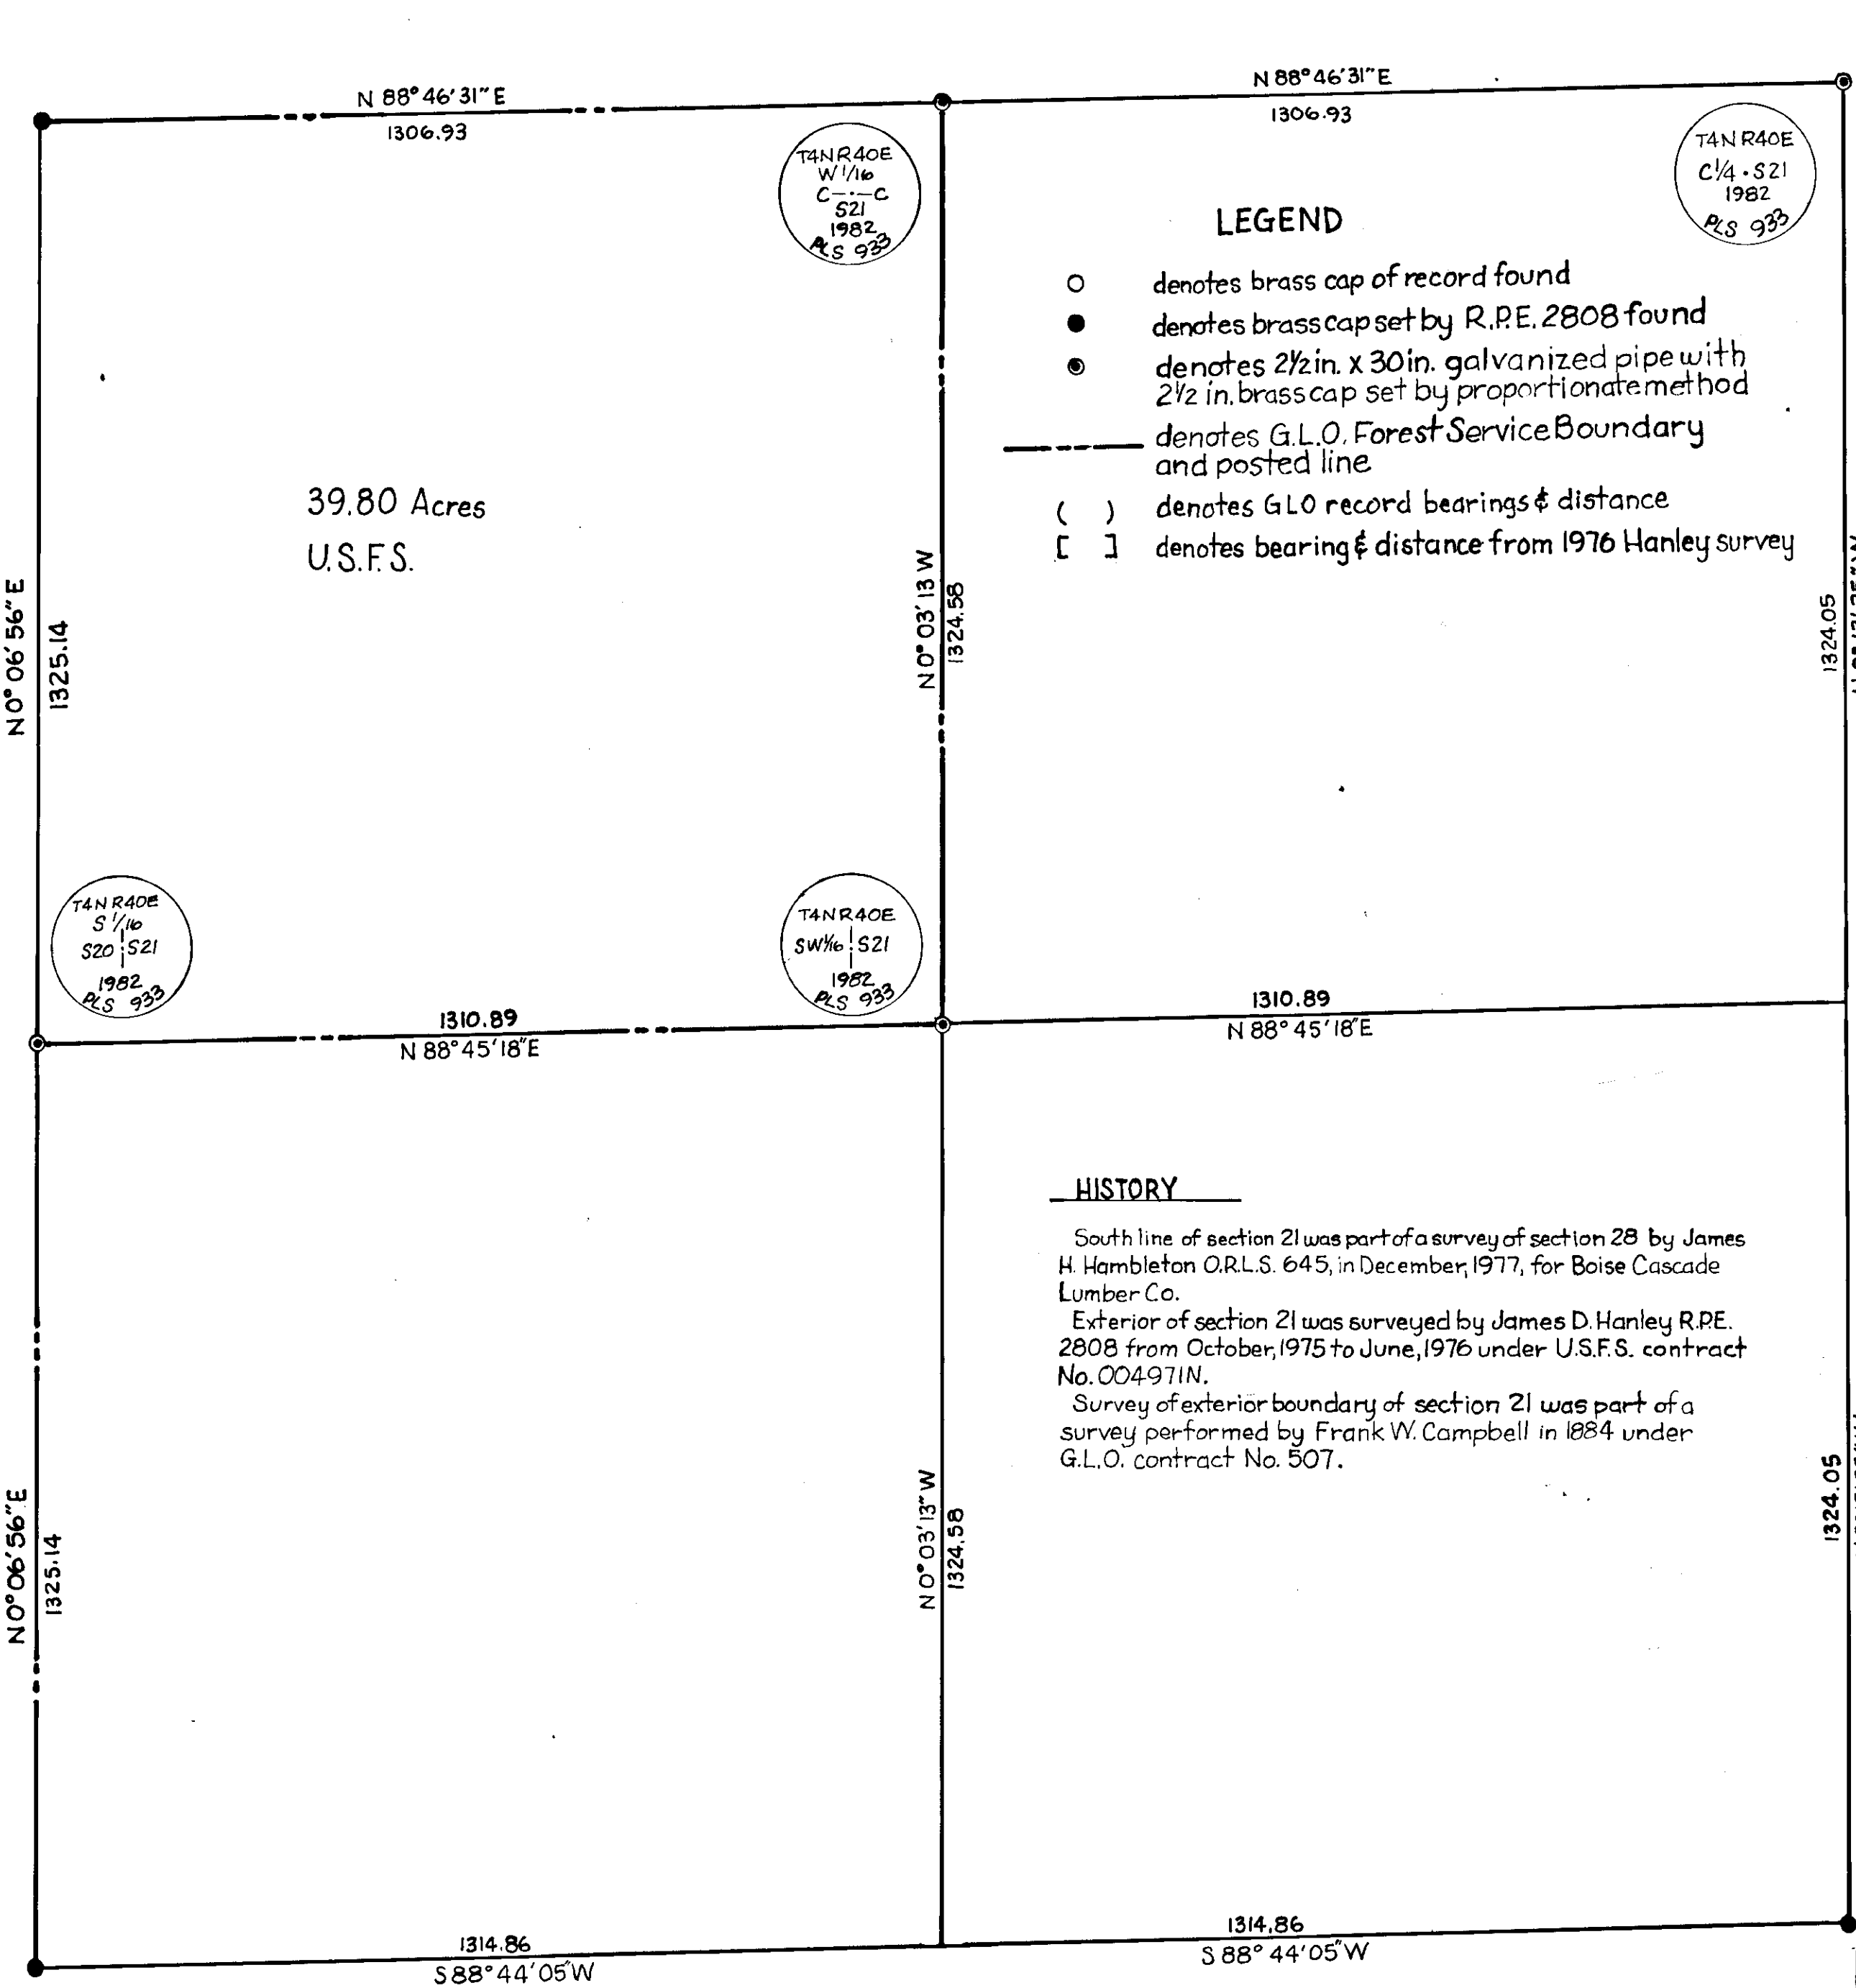 N 88° 46' 31" E
1306.93
N 88° 46' 31" E
1306.93
T4N R40E
W 1/16
C—·—C
S21
1982
PLS 933
T4N R40E
C 1/4 · S21
1982
PLS 933
LEGEND
○ denotes brass cap of record found
● denotes brass cap set by R.P.E. 2808 found
◉ denotes 2½ in. x 30 in. galvanized pipe with
2½ in. brass cap set by proportionate method
denotes G.L.O. Forest Service Boundary
and posted line
( ) denotes GLO record bearings & distance
[ ] denotes bearing & distance from 1976 Hanley survey
39.80 Acres
U.S.F.S.
N 0° 06' 56" E
1325.14
N 0° 03' 13 W
1324.58
1324.05
T4N R40E
S 1/16
S20 S21
1982
PLS 933
T4N R40E
SW 1/16 S21
1982
PLS 933
1310.89
N 88° 45' 18" E
1310.89
N 88° 45' 18" E
HISTORY
South line of section 21 was part of a survey of section 28 by James
H. Hambleton O.R.L.S. 645, in December, 1977, for Boise Cascade
Lumber Co.
Exterior of section 21 was surveyed by James D. Hanley R.P.E.
2808 from October, 1975 to June, 1976 under U.S.F.S. contract
No. 004971N.
Survey of exterior boundary of section 21 was part of a
survey performed by Frank W. Campbell in 1884 under
G.L.O. contract No. 507.
N 0° 06' 56" E
1325.14
N 0° 03' 13" W
1324.58
1324.05
1314.86
S 88° 44' 05" W
1314.86
S 88° 44' 05" W